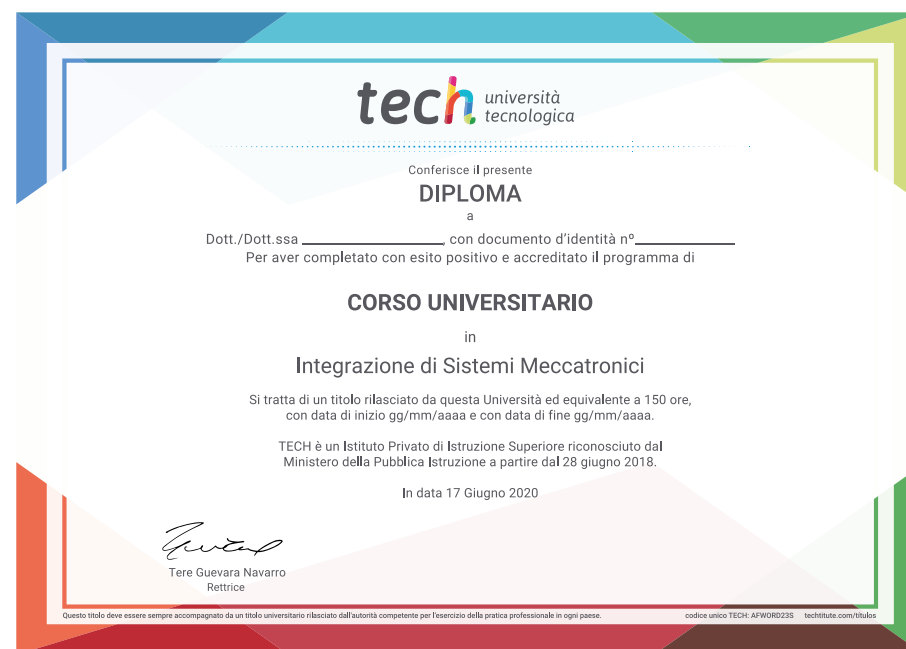 tech università
tecnologica
Conferisce il presente
DIPLOMA
a
Dott./Dott.ssa ____________________, con documento d'identità nº______________
Per aver completato con esito positivo e accreditato il programma di
CORSO UNIVERSITARIO
in
Integrazione di Sistemi Meccatronici
Si tratta di un titolo rilasciato da questa Università ed equivalente a 150 ore,
con data di inizio gg/mm/aaaa e con data di fine gg/mm/aaaa.
TECH è un Istituto Privato di Istruzione Superiore riconosciuto dal
Ministero della Pubblica Istruzione a partire dal 28 giugno 2018.
In data 17 Giugno 2020
Tere Guevara Navarro
Rettrice
Questo titolo deve essere sempre accompagnato da un titolo universitario rilasciato dall'autorità competente per l'esercizio della pratica professionale in ogni paese. codice unico TECH: AFWORD23S techtitute.com/titulos